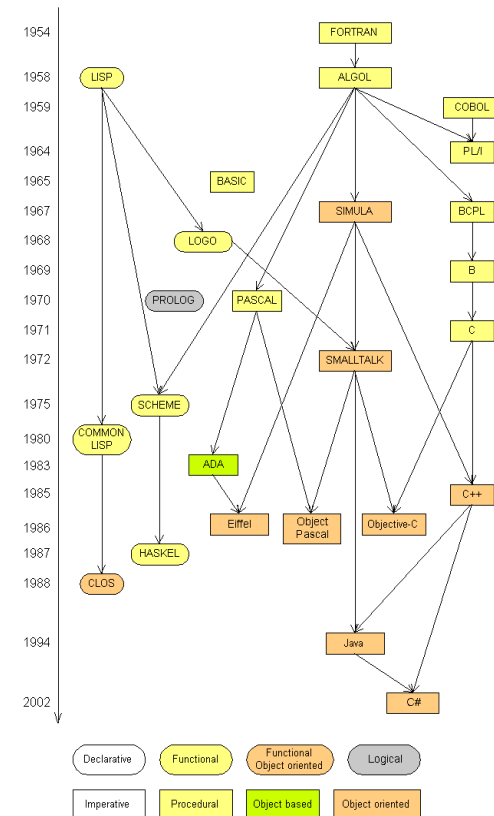 1954
FORTRAN
1958
LISP
ALGOL
1959
COBOL
1964
PL/I
1965
BASIC
1967
SIMULA
BCPL
1968
LOGO
1969
B
1970
PROLOG
PASCAL
1971
C
1972
SMALLTALK
1975
SCHEME
1980
COMMON
LISP
1983
ADA
1985
C++
1986
Eiffel
Object
Pascal
Objective-C
1987
HASKEL
1988
CLOS
1994
Java
2002
C#
Declarative
Functional
Functional
Object oriented
Logical
Imperative
Procedural
Object based
Object oriented